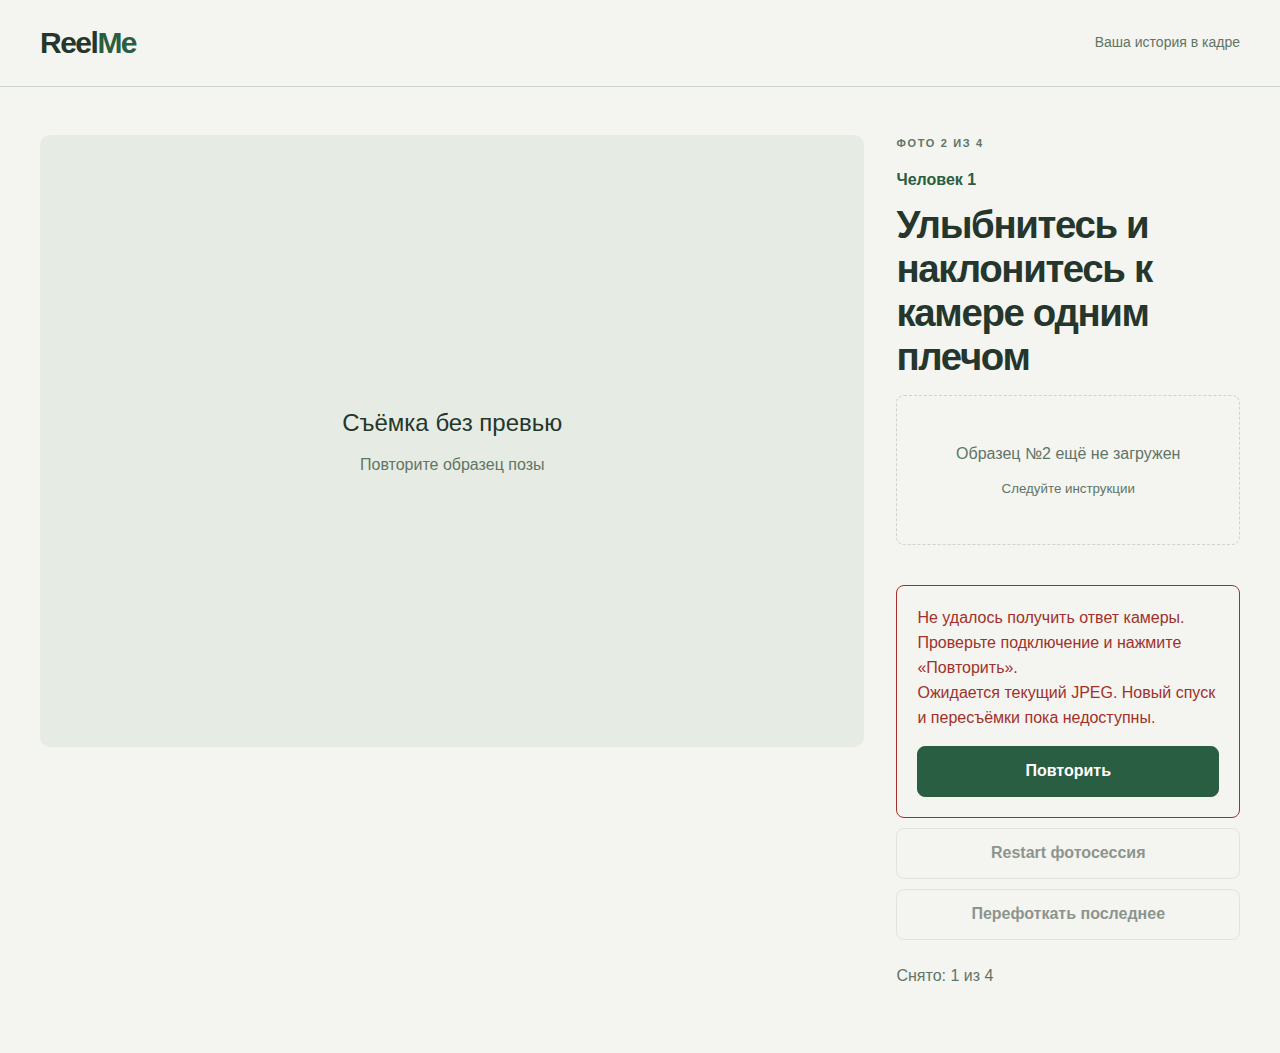 ReelMe
Ваша история в кадре
Съёмка без превью
Повторите образец позы
ФОТО 2 ИЗ 4
Человек 1
Улыбнитесь и
наклонитесь к
камере одним
плечом
Образец №2 ещё не загружен
Следуйте инструкции
Не удалось получить ответ камеры.
Проверьте подключение и нажмите
«Повторить».
Ожидается текущий JPEG. Новый спуск
и пересъёмки пока недоступны.
Повторить
Restart фотосессия
Перефоткать последнее
Снято: 1 из 4